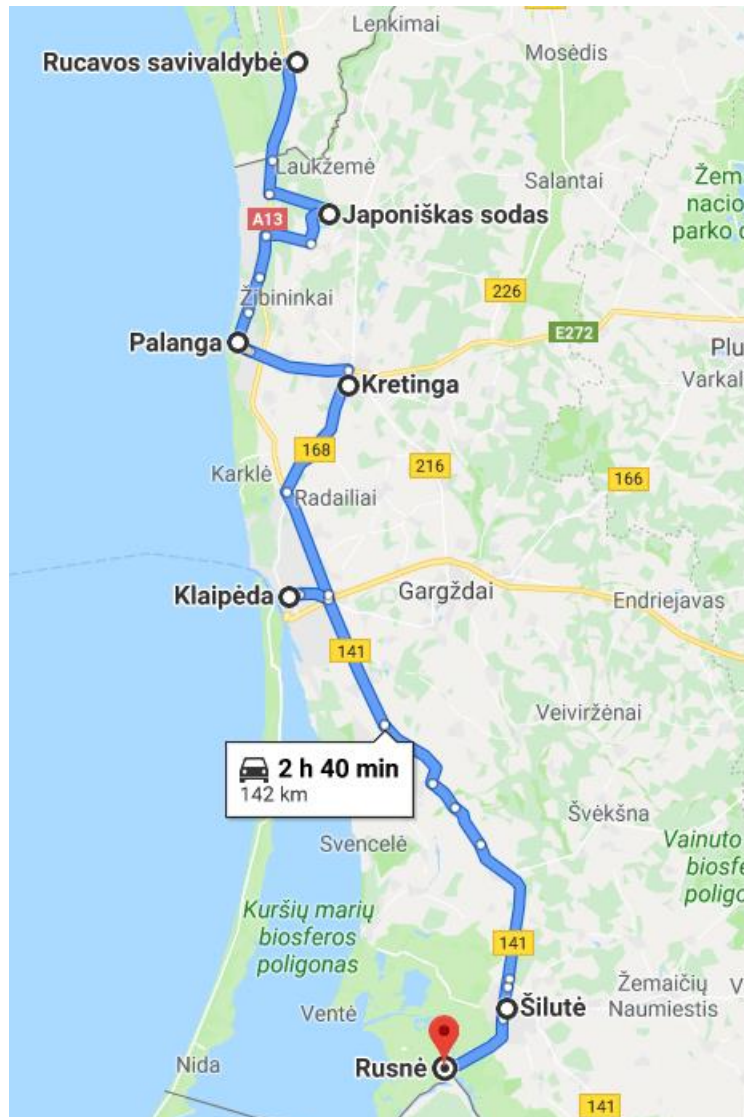 Lenkimai
Rucavos savivaldybė
Mosėdis
Laukžemė
Salantai
Žem
nacio
parko d
A13
Japoniškas sodas
226
Žibininkai
E272
Palanga
Plu
Kretinga
Varkal
168
216
166
Karklė
Radailiai
Klaipėda
Gargždai
Endriejavas
141
Veiviržėnai
2 h 40 min
142 km
Švėkšna
Svencelė
Vainuto
biosfe
poligo
Kuršių marių
biosferos
poligonas
141
Žemaičių
Naumiestis
V
Šilutė
Ventė
Nida
Rusnė
141